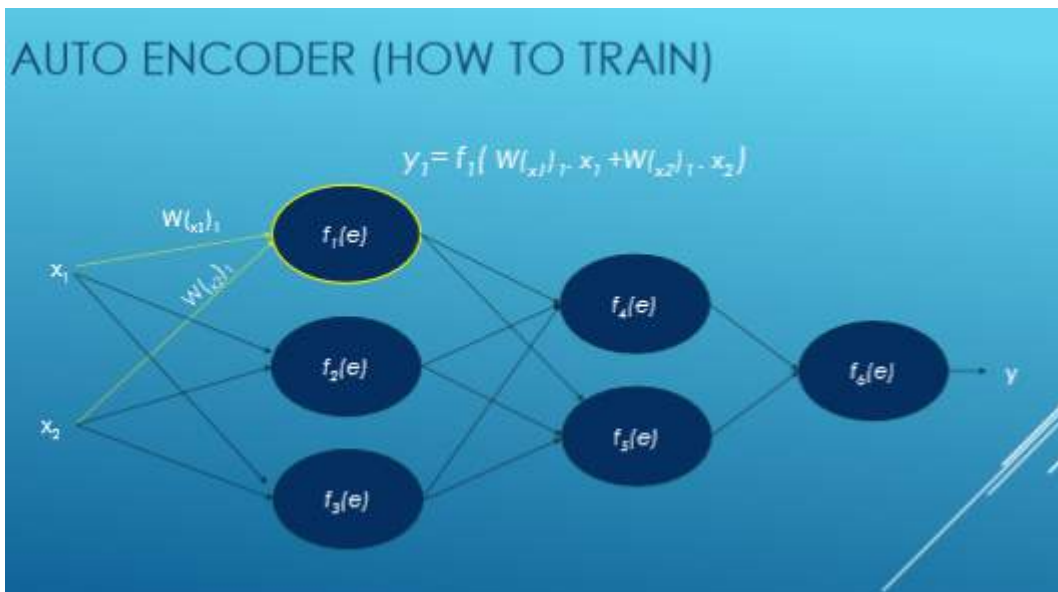 AUTO ENCODER (HOW TO TRAIN)
y₁= f₁( W(ₓ₁)₁- x₁ +W(ₓ₂)₁ - x₂)
W(ₓ₁)₁
f₁(e)
x₁
W(ₓ₂)₁
f₄(e)
f₂(e)
f₆(e)
y
x₂
f₅(e)
f₃(e)